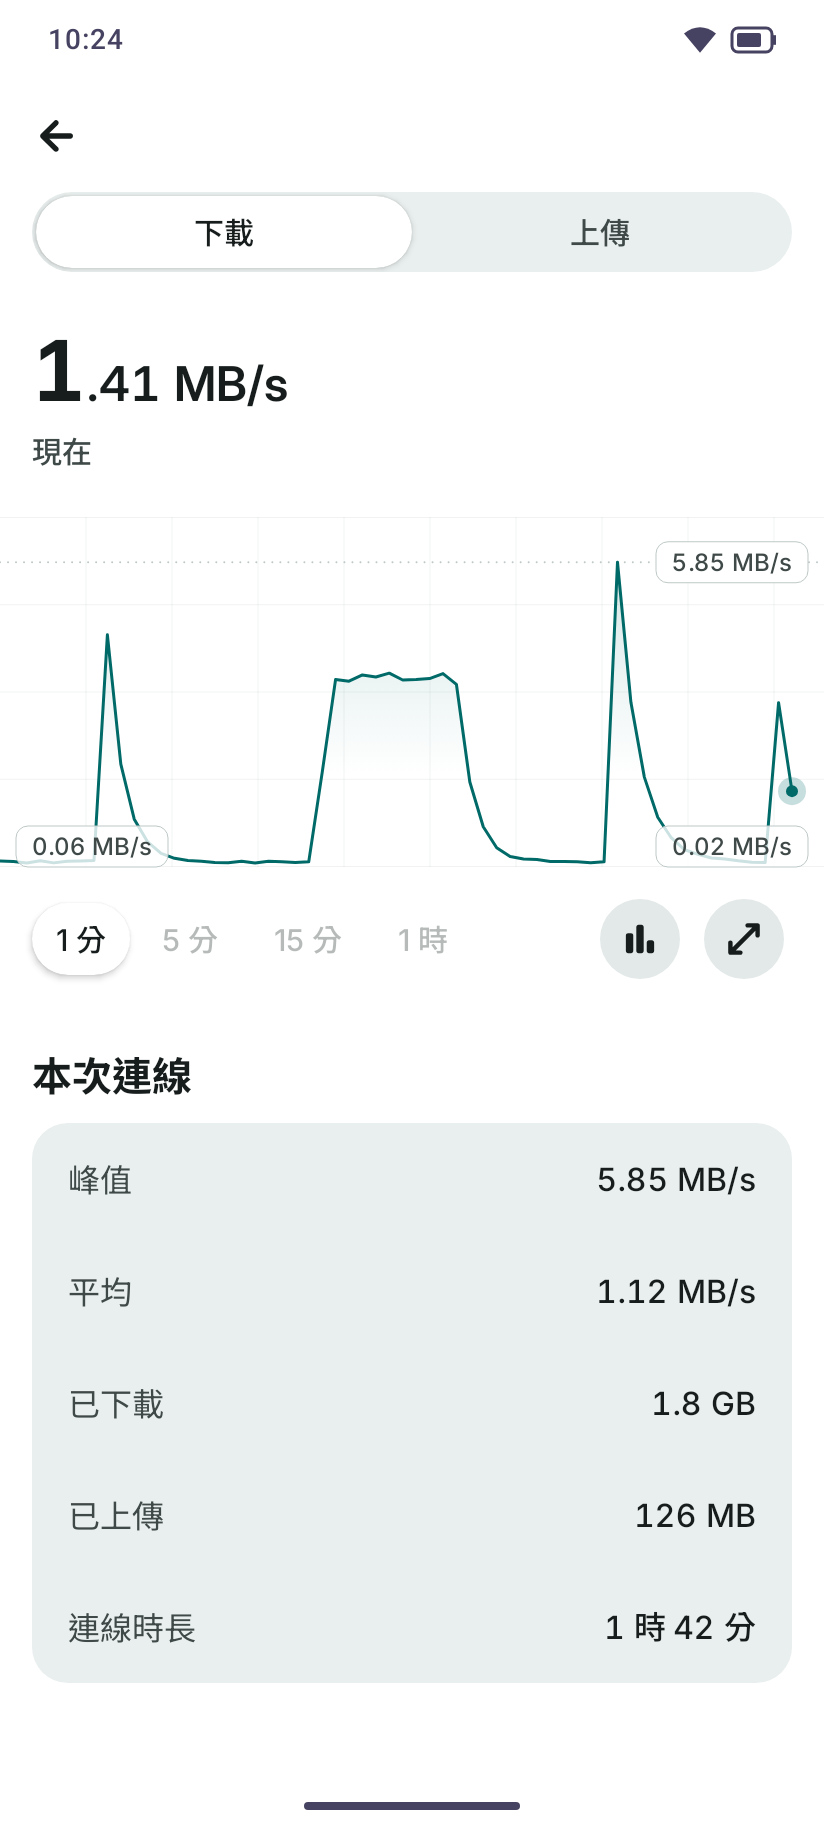 10:24
下載
上傳
1.41 MB/s
現在
5.85 MB/s
0.06 MB/s
0.02 MB/s
1 分
5 分
15 分
1 時
本次連線
峰值
5.85 MB/s
平均
1.12 MB/s
已下載
1.8 GB
已上傳
126 MB
連線時長
1 時 42 分